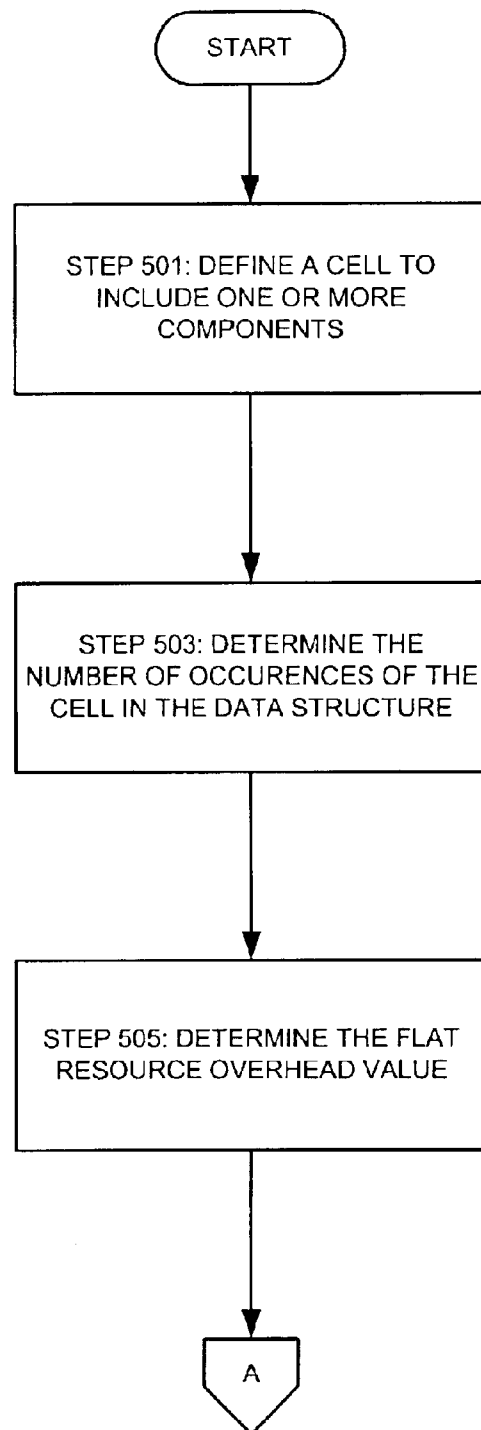 START
STEP 501: DEFINE A CELL TO
INCLUDE ONE OR MORE
COMPONENTS
STEP 503: DETERMINE THE
NUMBER OF OCCURENCES OF THE
CELL IN THE DATA STRUCTURE
STEP 505: DETERMINE THE FLAT
RESOURCE OVERHEAD VALUE
A